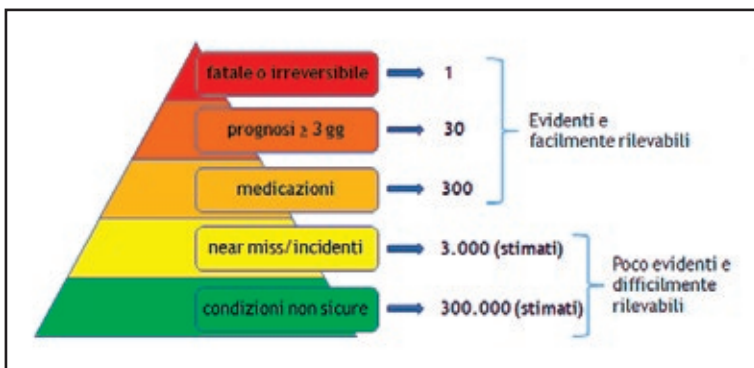 fatale o irreversibile 1
prognosi ≥ 3 gg 30
medicazioni 300
Evidenti e
facilmente rilevabili
near miss/incidenti 3.000 (stimati)
condizioni non sicure 300.000 (stimati)
Poco evidenti e
difficilmente
rilevabili